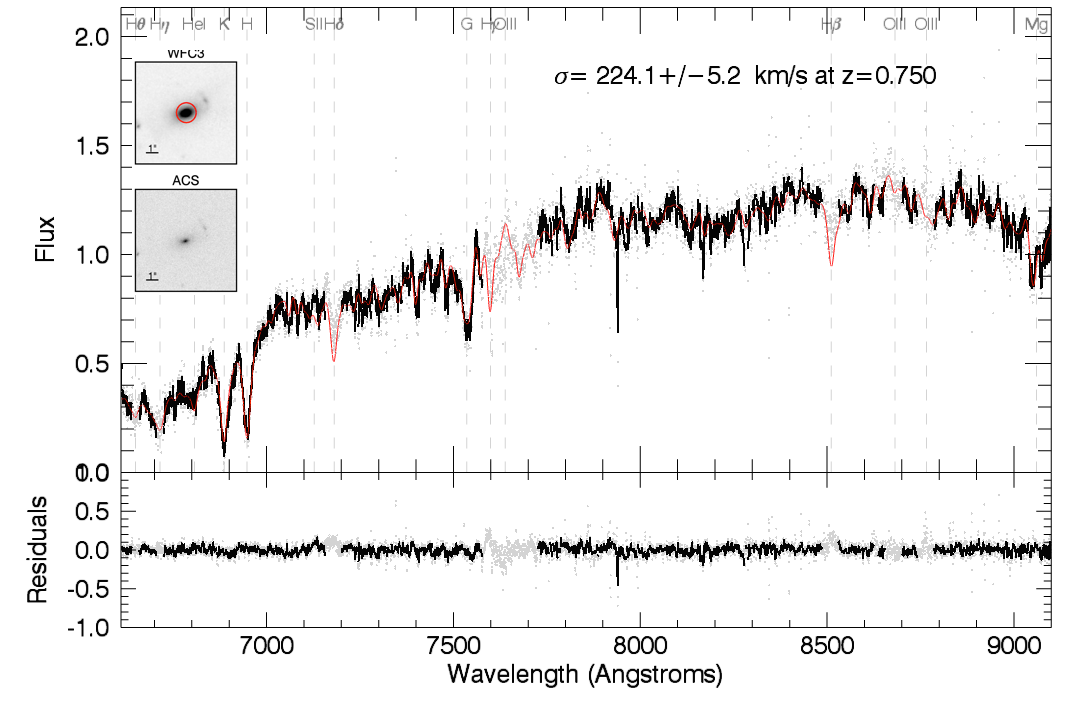 Hθ Hη HeI K H SII Hδ G Hγ OIII Hβ OIII OIII Mg
2.0
σ= 224.1+/−5.2 km/s at z=0.750
WFC3
1"
1.5
ACS
1"
Flux
1.0
0.5
0.0
1.0
0.5
0.0
-0.5
-1.0
Residuals
7000 7500 8000 8500 9000
Wavelength (Angstroms)